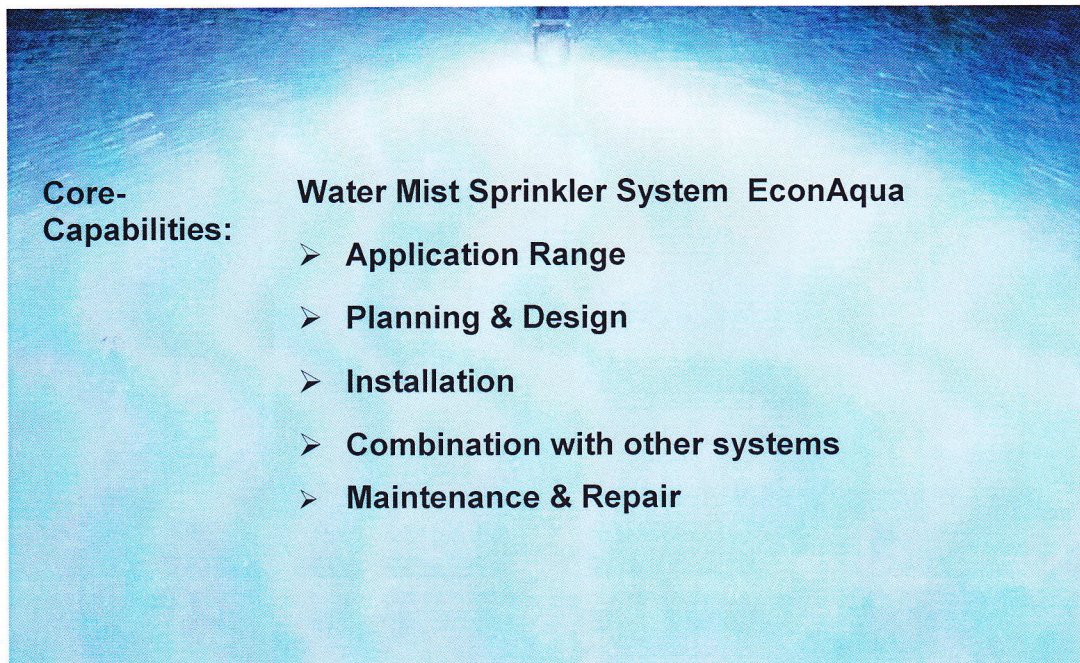 Core-
Capabilities:
Water Mist Sprinkler System EconAqua
➢ Application Range
➢ Planning & Design
➢ Installation
➢ Combination with other systems
➢ Maintenance & Repair